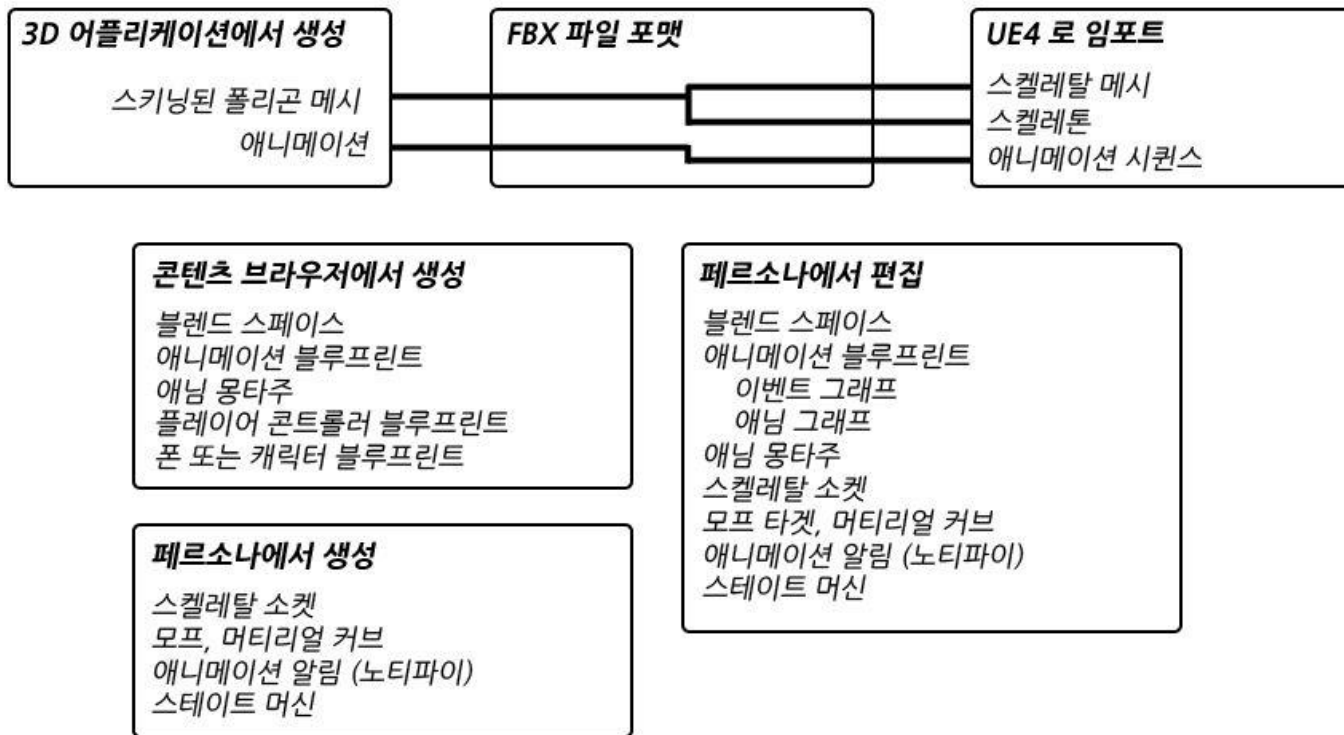 3D 어플리케이션에서 생성
스키닝된 폴리곤 메시
애니메이션
FBX 파일 포맷
UE4 로 임포트
스켈레탈 메시
스켈레톤
애니메이션 시퀀스
콘텐츠 브라우저에서 생성
블렌드 스페이스
애니메이션 블루프린트
애님 몽타주
플레이어 콘트롤러 블루프린트
폰 또는 캐릭터 블루프린트
페르소나에서 생성
스켈레탈 소켓
모프, 머티리얼 커브
애니메이션 알림 (노티파이)
스테이트 머신
페르소나에서 편집
블렌드 스페이스
애니메이션 블루프린트
이벤트 그래프
애님 그래프
애님 몽타주
스켈레탈 소켓
모프 타겟, 머티리얼 커브
애니메이션 알림 (노티파이)
스테이트 머신